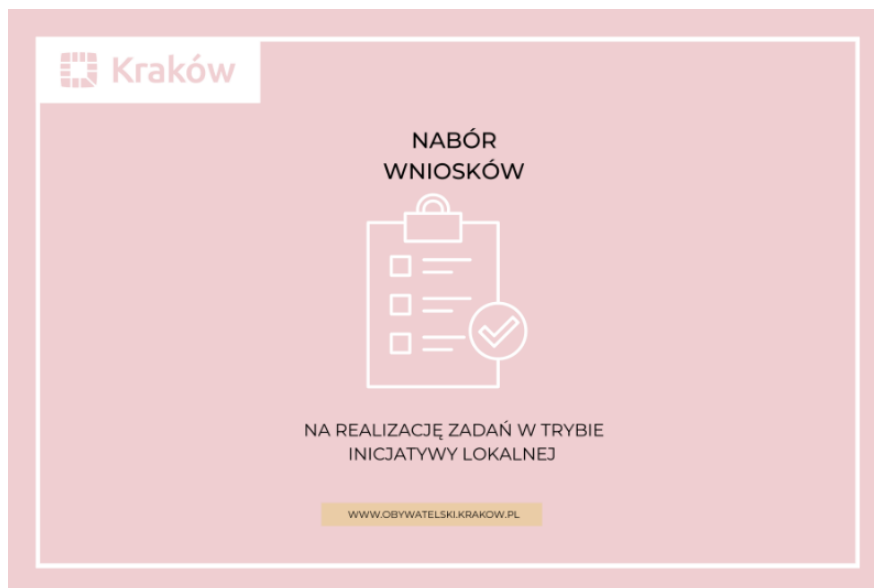 Kraków
NABÓR
WNIOSKÓW
NA REALIZACJĘ ZADAŃ W TRYBIE
INICJATYWY LOKALNEJ
WWW.OBYWATELSKI.KRAKOW.PL